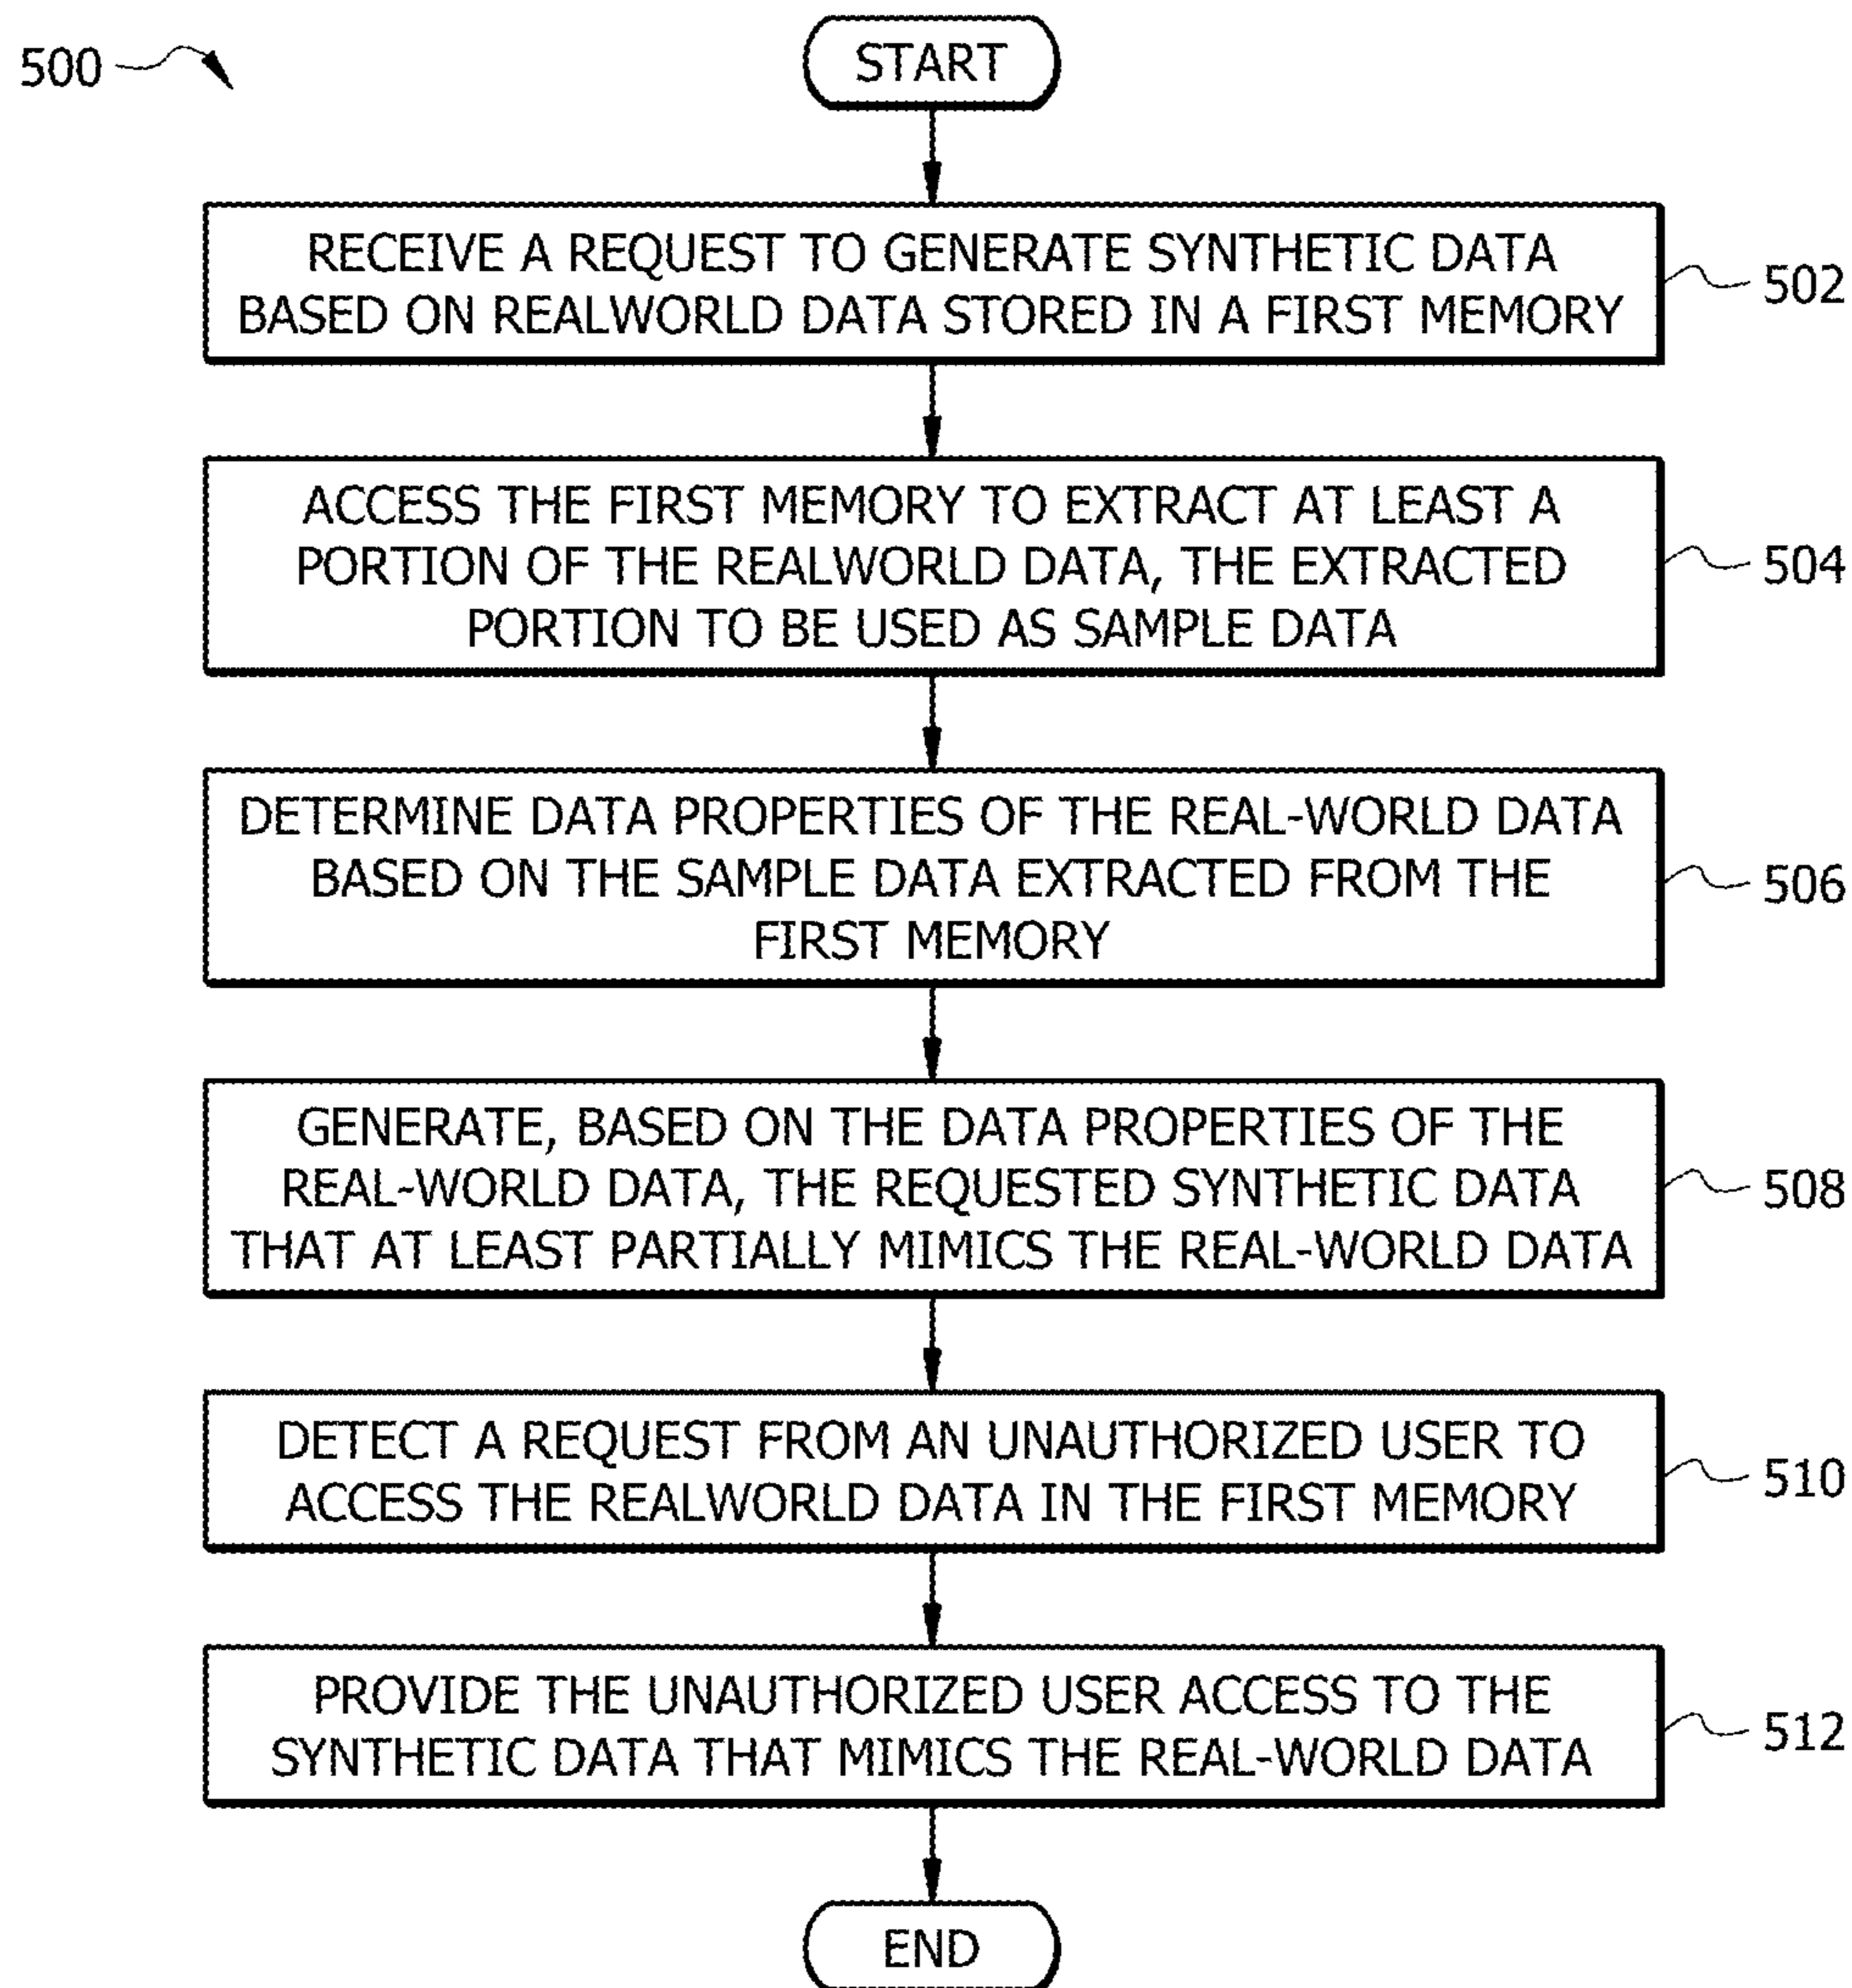 500
START
RECEIVE A REQUEST TO GENERATE SYNTHETIC DATA
BASED ON REALWORLD DATA STORED IN A FIRST MEMORY
502
ACCESS THE FIRST MEMORY TO EXTRACT AT LEAST A
PORTION OF THE REALWORLD DATA, THE EXTRACTED
PORTION TO BE USED AS SAMPLE DATA
504
DETERMINE DATA PROPERTIES OF THE REAL-WORLD DATA
BASED ON THE SAMPLE DATA EXTRACTED FROM THE
FIRST MEMORY
506
GENERATE, BASED ON THE DATA PROPERTIES OF THE
REAL-WORLD DATA, THE REQUESTED SYNTHETIC DATA
THAT AT LEAST PARTIALLY MIMICS THE REAL-WORLD DATA
508
DETECT A REQUEST FROM AN UNAUTHORIZED USER TO
ACCESS THE REALWORLD DATA IN THE FIRST MEMORY
510
PROVIDE THE UNAUTHORIZED USER ACCESS TO THE
SYNTHETIC DATA THAT MIMICS THE REAL-WORLD DATA
512
END